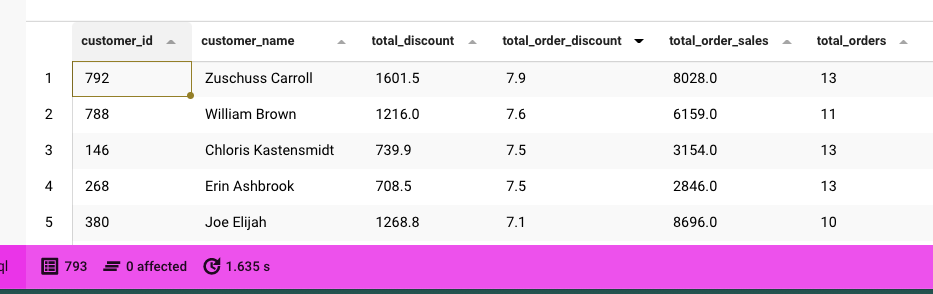 customer_id customer_name total_discount total_order_discount total_order_sales total_orders
1 792 Zuschuss Carroll 1601.5 7.9 8028.0 13
2 788 William Brown 1216.0 7.6 6159.0 11
3 146 Chloris Kastensmidt 739.9 7.5 3154.0 13
4 268 Erin Ashbrook 708.5 7.5 2846.0 13
5 380 Joe Elijah 1268.8 7.1 8696.0 10
ql 793 0 affected 1.635 s